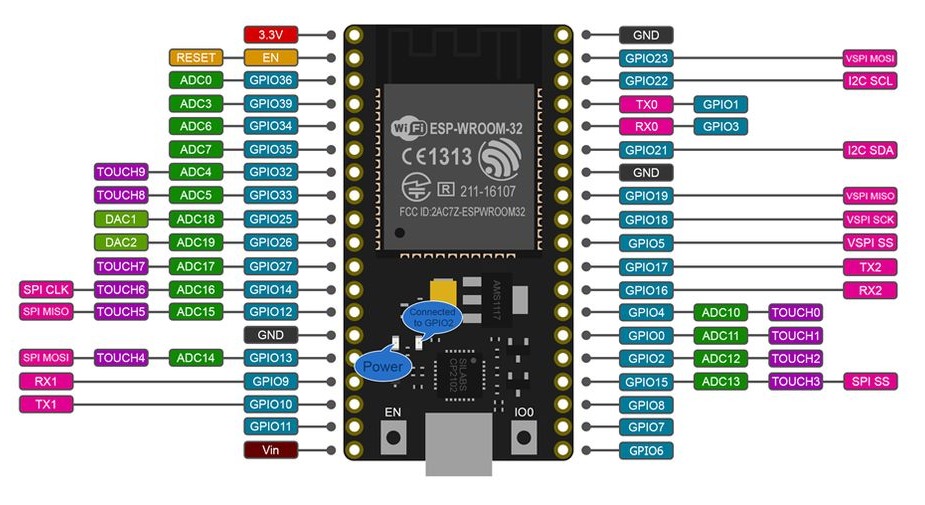 3.3V GND
RESET EN GPIO23 VSPI MOSI
ADC0 GPIO36 GPIO22 I2C SCL
ADC3 GPIO39 TX0 GPIO1
ADC6 GPIO34 RX0 GPIO3
ADC7 GPIO35 GPIO21 I2C SDA
TOUCH9 ADC4 GPIO32 GND
TOUCH8 ADC5 GPIO33 GPIO19 VSPI MISO
DAC1 ADC18 GPIO25 GPIO18 VSPI SCK
DAC2 ADC19 GPIO26 GPIO5 VSPI SS
TOUCH7 ADC17 GPIO27 GPIO17 TX2
SPI CLK TOUCH6 ADC16 GPIO14 GPIO16 RX2
SPI MISO TOUCH5 ADC15 GPIO12 GPIO4 ADC10 TOUCH0
GND GPIO0 ADC11 TOUCH1
SPI MOSI TOUCH4 ADC14 GPIO13 GPIO2 ADC12 TOUCH2
RX1 GPIO9 GPIO15 ADC13 TOUCH3 SPI SS
TX1 GPIO10 GPIO8
GPIO11 GPIO7
Vin GPIO6
WiFi ESP-WROOM-32
CE1313
R 211-16107
FCC ID:2AC7Z-ESPWROOM32
AMS1117
Connected
to GPIO2
Power
SILABS
CP2102
EN IO0